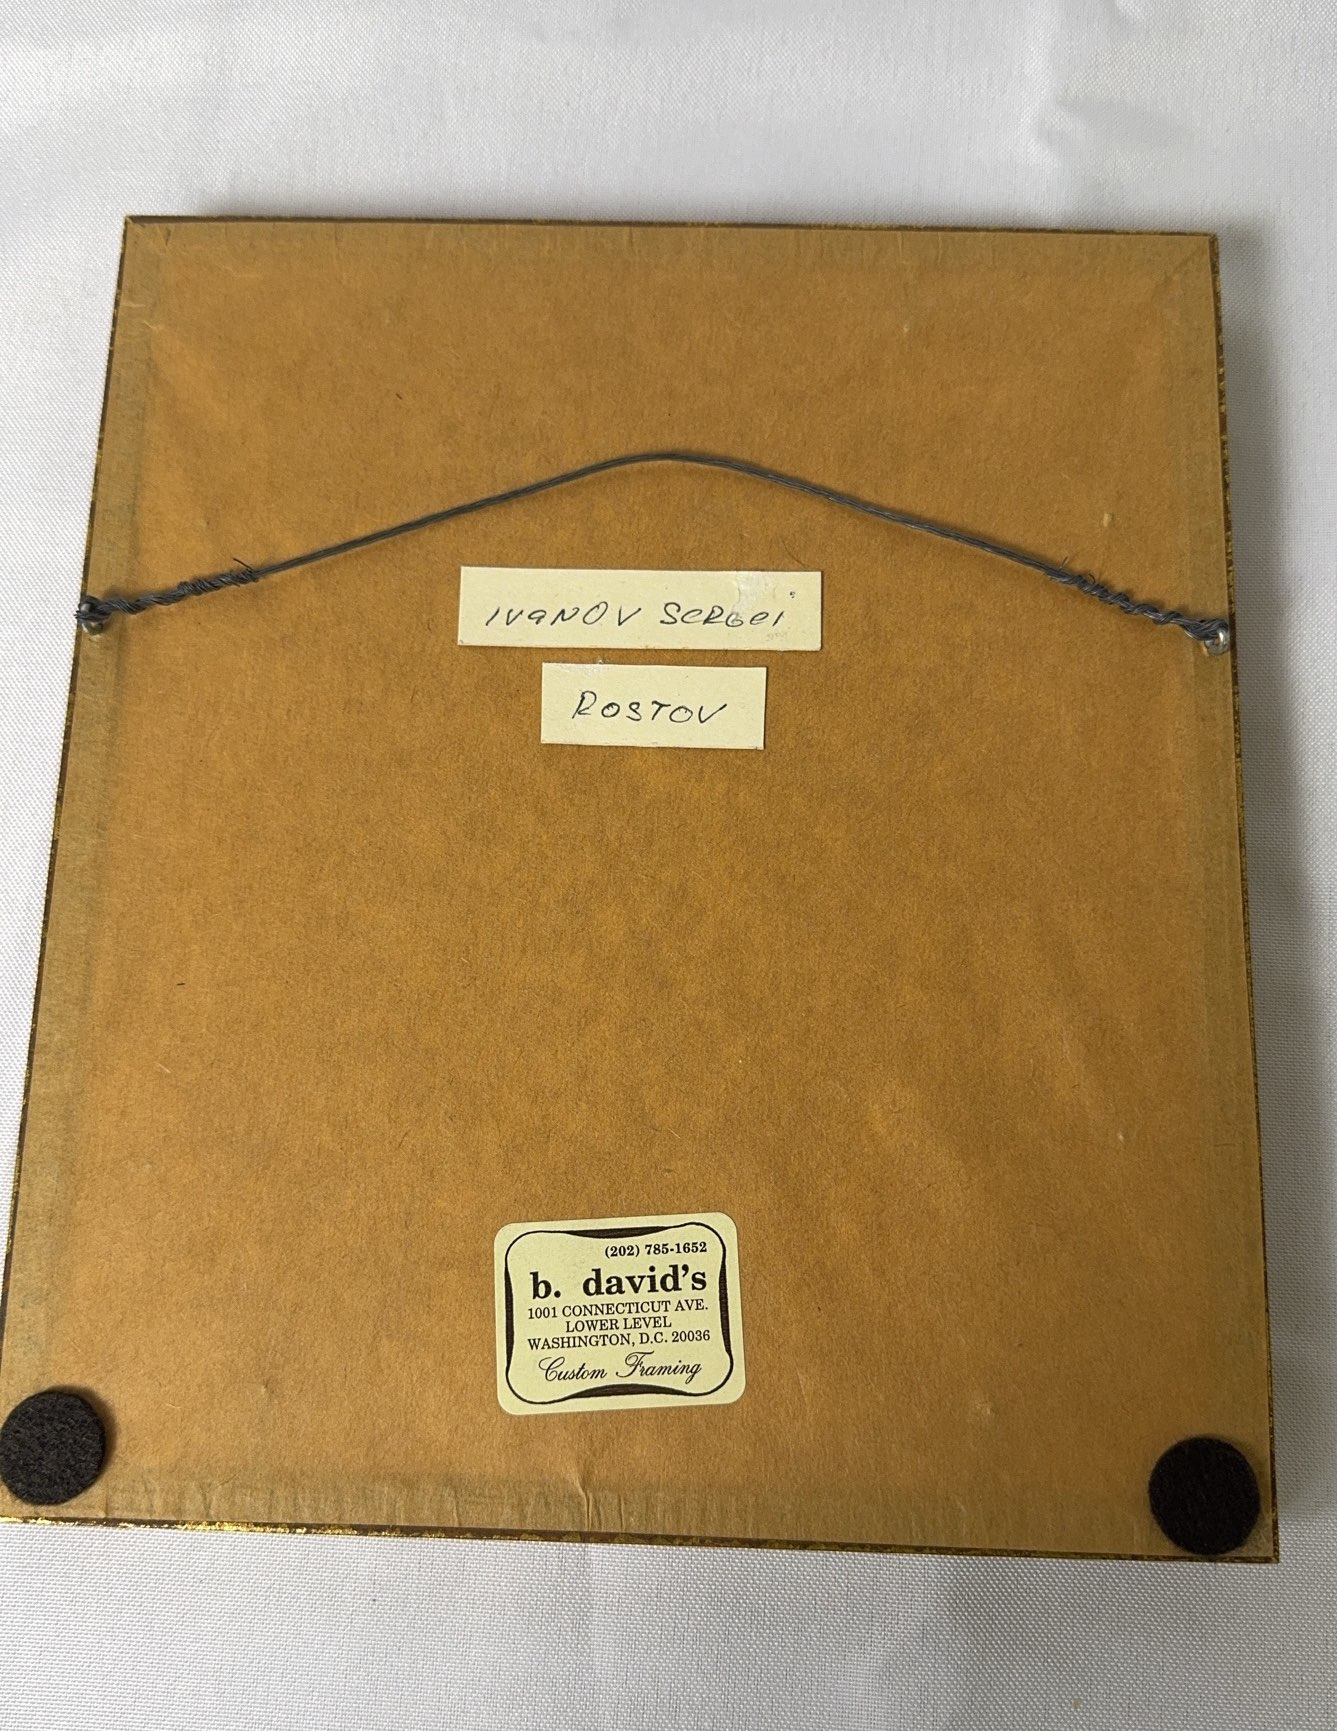 IVANOV SERGEI
ROSTOV
(202) 785-1652
b. david's
1001 CONNECTICUT AVE.
LOWER LEVEL
WASHINGTON, D.C. 20036
Custom Framing